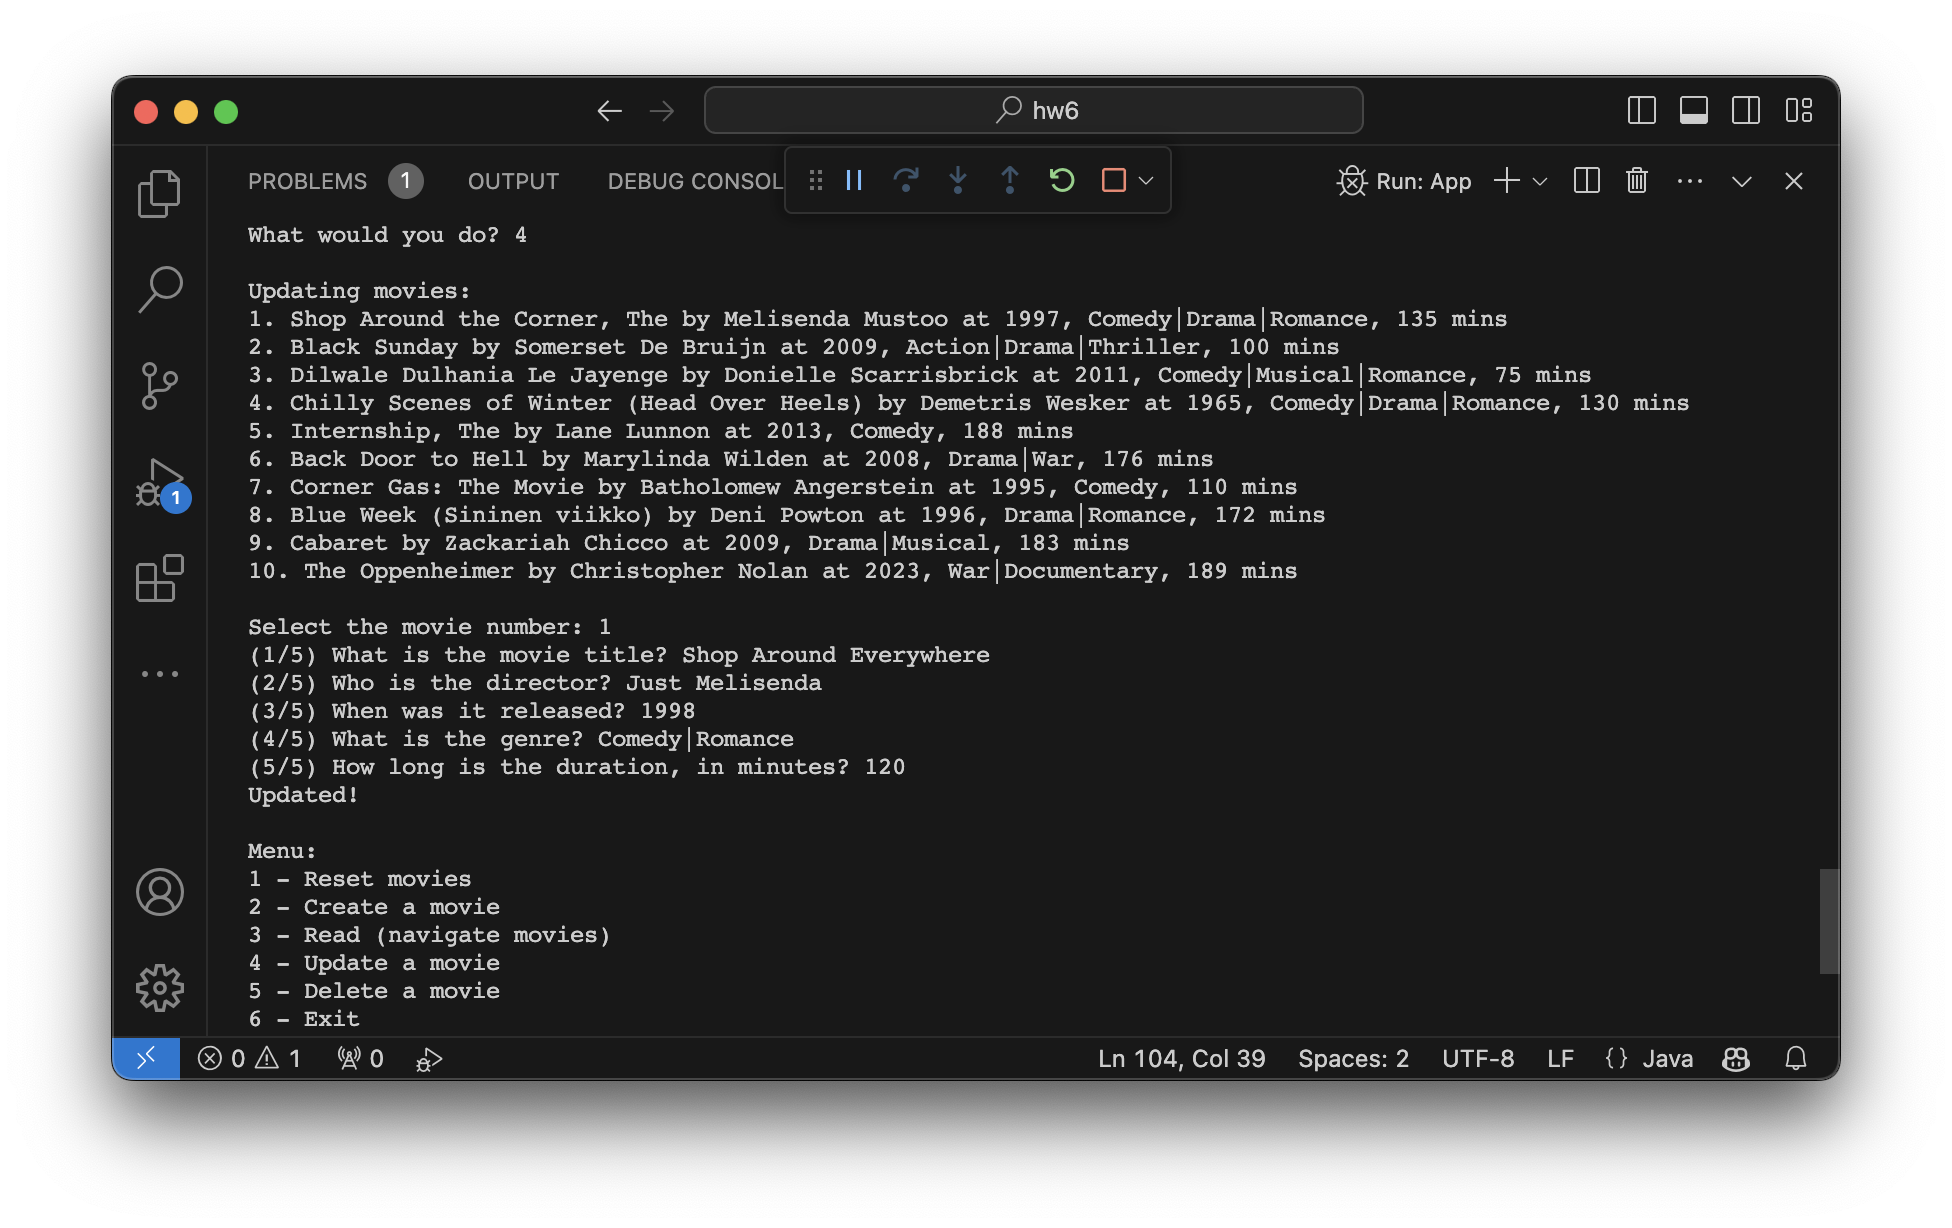 hw6
PROBLEMS 1 OUTPUT DEBUG CONSOL Run: App
What would you do? 4
Updating movies:
1. Shop Around the Corner, The by Melisenda Mustoo at 1997, Comedy|Drama|Romance, 135 mins
2. Black Sunday by Somerset De Bruijn at 2009, Action|Drama|Thriller, 100 mins
3. Dilwale Dulhania Le Jayenge by Donielle Scarrisbrick at 2011, Comedy|Musical|Romance, 75 mins
4. Chilly Scenes of Winter (Head Over Heels) by Demetris Wesker at 1965, Comedy|Drama|Romance, 130 mins
5. Internship, The by Lane Lunnon at 2013, Comedy, 188 mins
6. Back Door to Hell by Marylinda Wilden at 2008, Drama|War, 176 mins
7. Corner Gas: The Movie by Batholomew Angerstein at 1995, Comedy, 110 mins
8. Blue Week (Sininen viikko) by Deni Powton at 1996, Drama|Romance, 172 mins
9. Cabaret by Zackariah Chicco at 2009, Drama|Musical, 183 mins
10. The Oppenheimer by Christopher Nolan at 2023, War|Documentary, 189 mins
Select the movie number: 1
(1/5) What is the movie title? Shop Around Everywhere
(2/5) Who is the director? Just Melisenda
(3/5) When was it released? 1998
(4/5) What is the genre? Comedy|Romance
(5/5) How long is the duration, in minutes? 120
Updated!
Menu:
1 - Reset movies
2 - Create a movie
3 - Read (navigate movies)
4 - Update a movie
5 - Delete a movie
6 - Exit
1
0 1 0 Ln 104, Col 39 Spaces: 2 UTF-8 LF {} Java